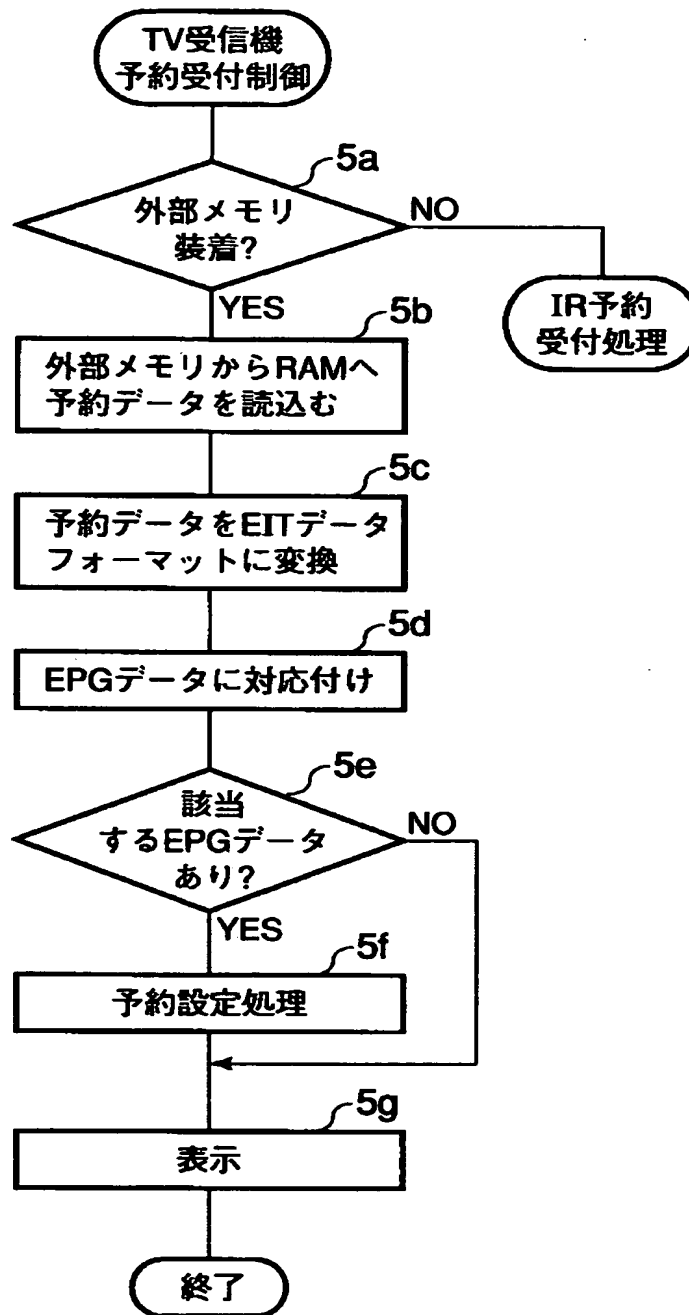 TV受信機
予約受付制御
5a
外部メモリ
装着?
NO
YES
IR予約
受付処理
5b
外部メモリからRAMへ
予約データを読込む
5c
予約データをEITデータ
フォーマットに変換
5d
EPGデータに対応付け
5e
該当
するEPGデータ
あり?
NO
YES
5f
予約設定処理
5g
表示
終了